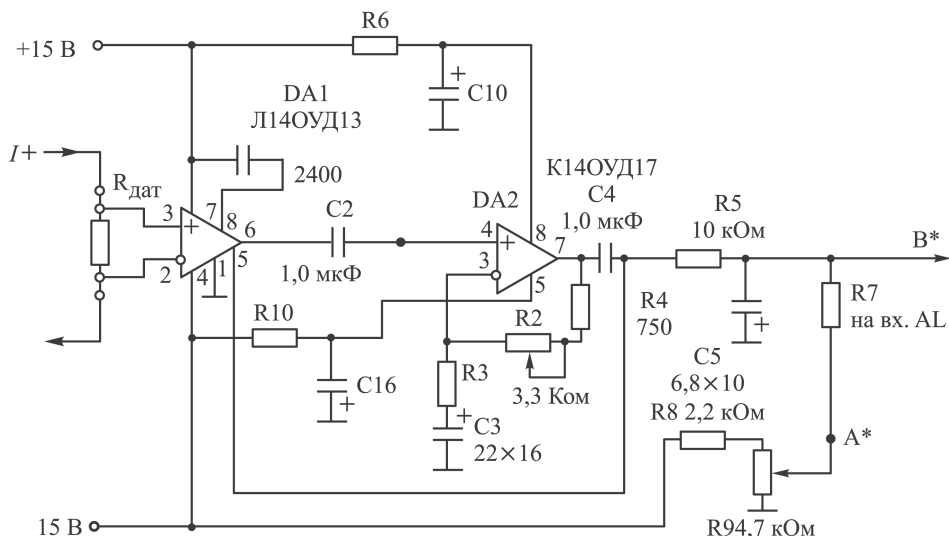 R6
+15 В
C10
DA1
Л14ОУД13
I+
2400
Rдат
К14ОУД17
C4
1,0 мкФ
DA2
R5
10 кОм
B*
3
7
8
6
5
2
4
1
C2
1,0 мкФ
4
8
7
3
5
R10
C16
R2
3,3 Ком
R3
C3
22×16
R4
750
R7
на вх. AL
C5
6,8×10
R8 2,2 кОм
A*
15 В
R94,7 кОм
+
+
+
+
+
+
+